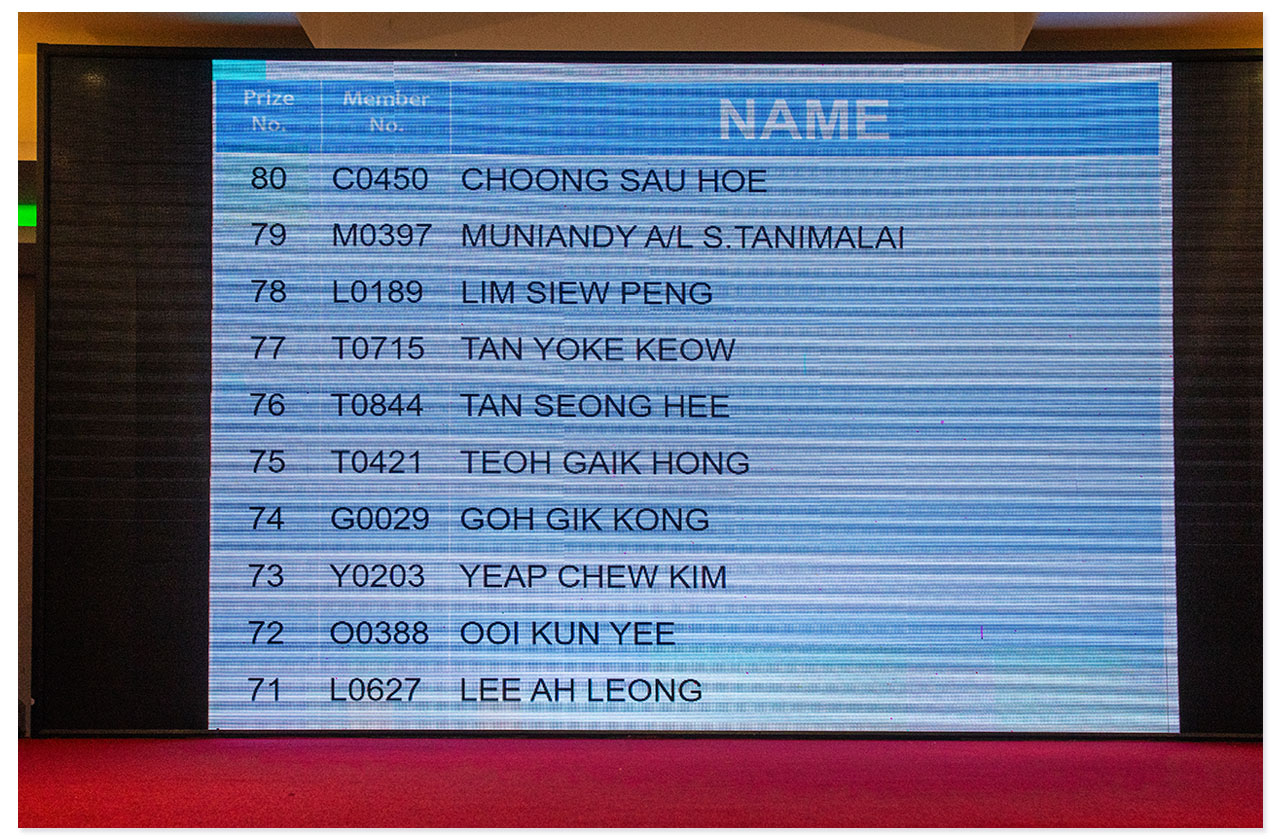 Prize No. Member No. NAME
80 C0450 CHOONG SAU HOE
79 M0397 MUNIANDY A/L S.TANIMALAI
78 L0189 LIM SIEW PENG
77 T0715 TAN YOKE KEOW
76 T0844 TAN SEONG HEE
75 T0421 TEOH GAIK HONG
74 G0029 GOH GIK KONG
73 Y0203 YEAP CHEW KIM
72 O0388 OOI KUN YEE
71 L0627 LEE AH LEONG